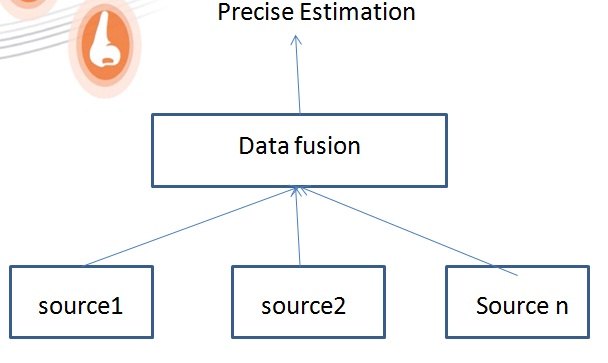 Precise Estimation
Data fusion
source1
source2
Source n